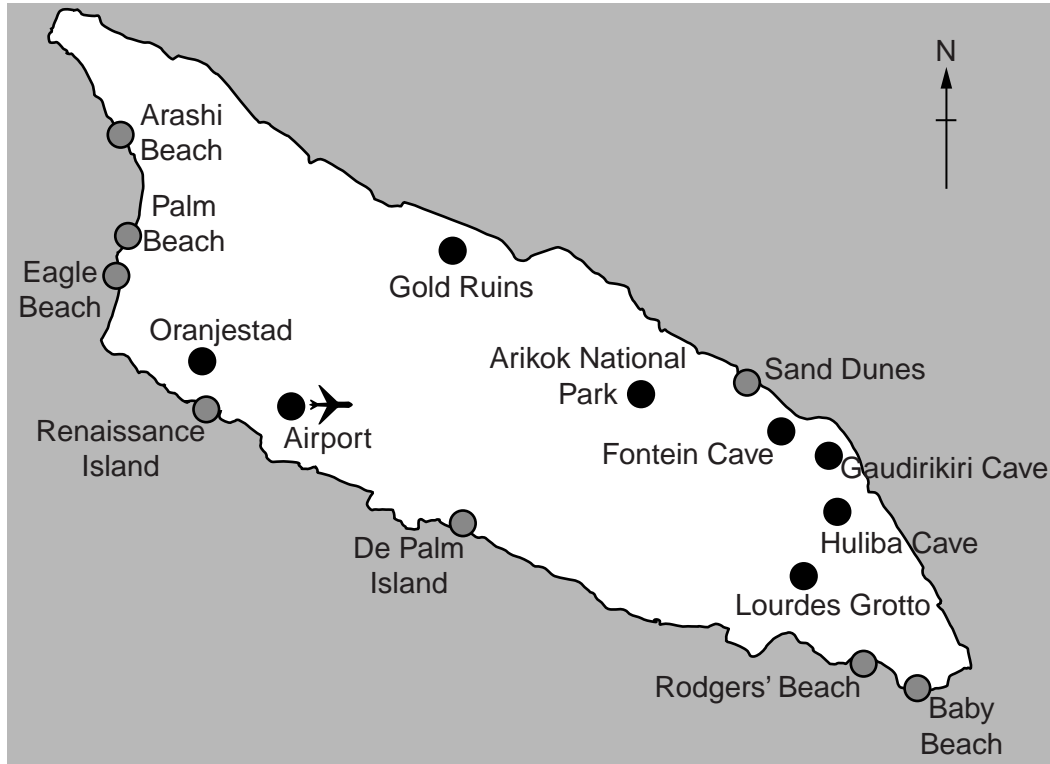 N
Arashi
Beach
Palm
Beach
Eagle
Beach
Gold Ruins
Oranjestad
Arikok National
Park
Sand Dunes
Renaissance
Island
Airport
Fontein Cave
Gaudirikiri Cave
De Palm
Island
Huliba Cave
Lourdes Grotto
Rodgers’ Beach
Baby
Beach